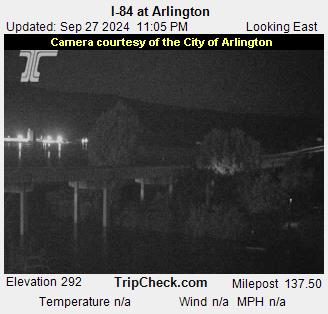 I-84 at Arlington
Updated: Sep 27 2024 11:05 PM Looking East
Camera courtesy of the City of Arlington
Elevation 292 TripCheck.com Milepost 137.50
Temperature n/a Wind n/a MPH n/a